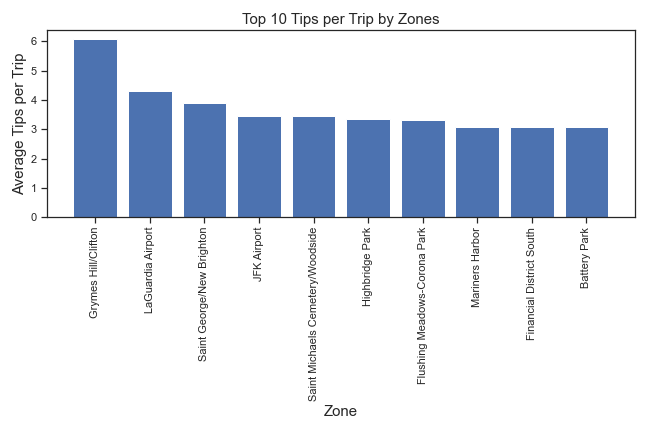 Top 10 Tips per Trip by Zones
Average Tips per Trip
6
5
4
3
2
1
0
Grymes Hill/Clifton
LaGuardia Airport
Saint George/New Brighton
JFK Airport
Saint Michaels Cemetery/Woodside
Highbridge Park
Flushing Meadows-Corona Park
Mariners Harbor
Financial District South
Battery Park
Zone